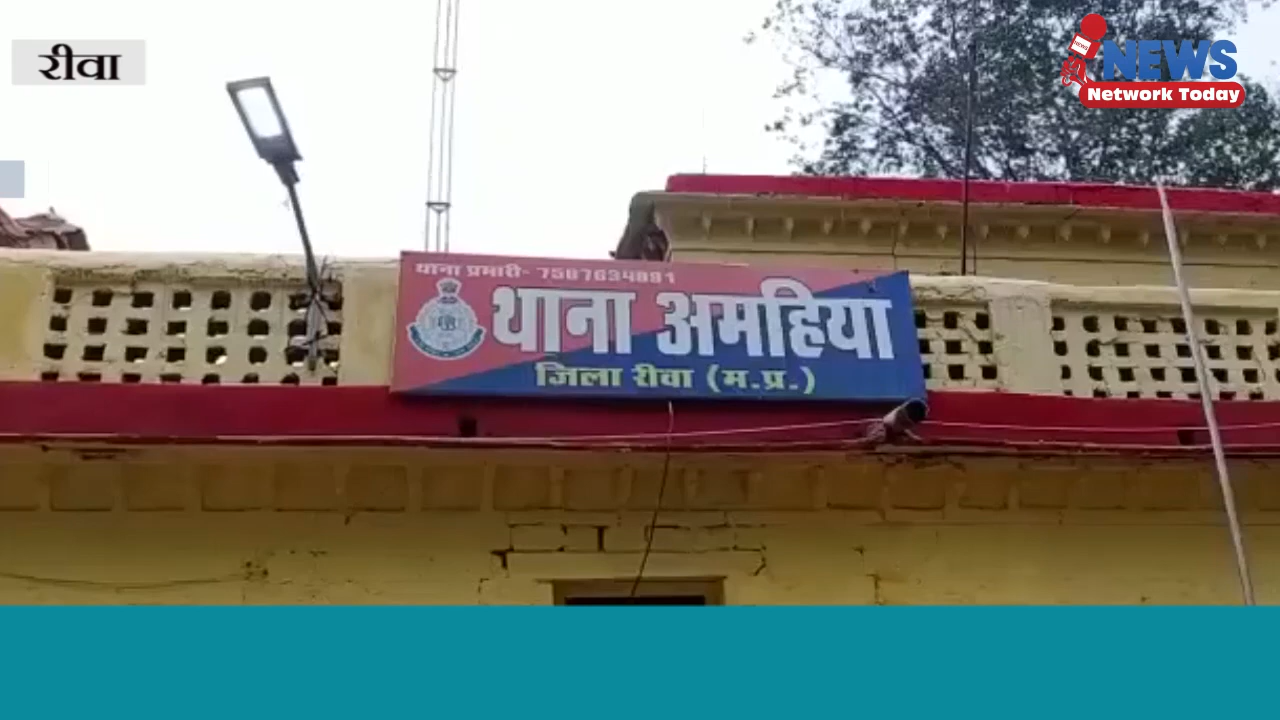 रीवा
NEWS
Network Today
थाना प्रभारी- 7587634891
थाना अमहिया
जिला रीवा (म.प्र.)